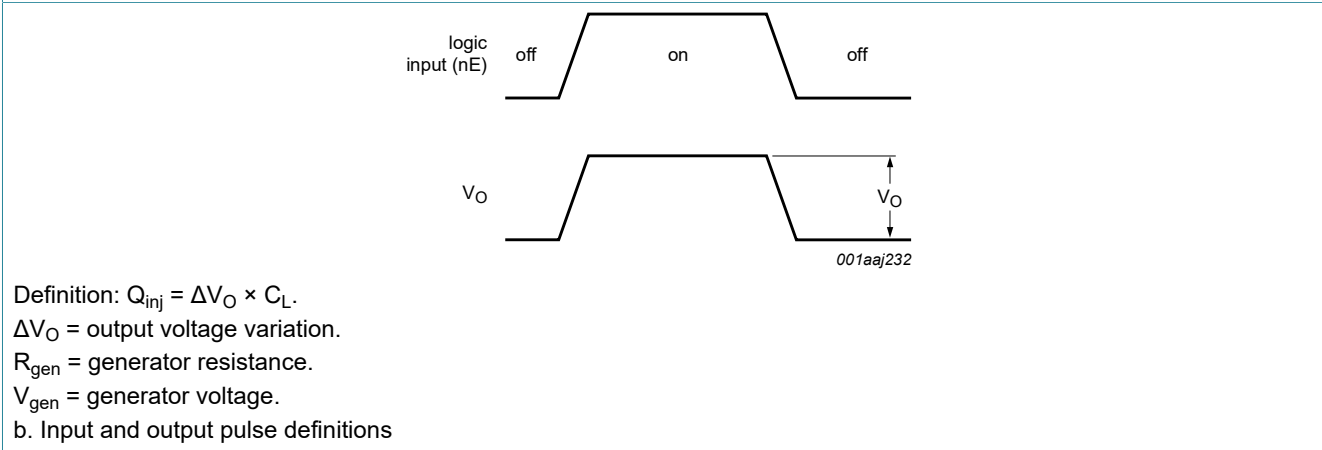 logic
input (nE)
off
on
off
VO
VO
001aaj232
Definition: Qinj = ΔVO × CL.
ΔVO = output voltage variation.
Rgen = generator resistance.
Vgen = generator voltage.
b. Input and output pulse definitions